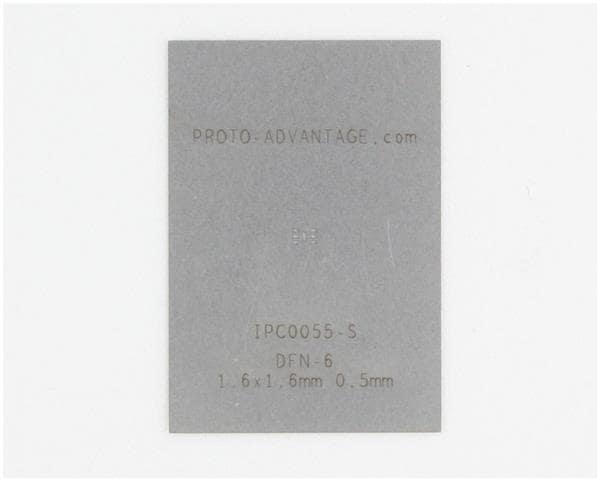 PROTO-ADVANTAGE.com
IPC0055-S
DFN-6
1.6x1.6mm 0.5mm